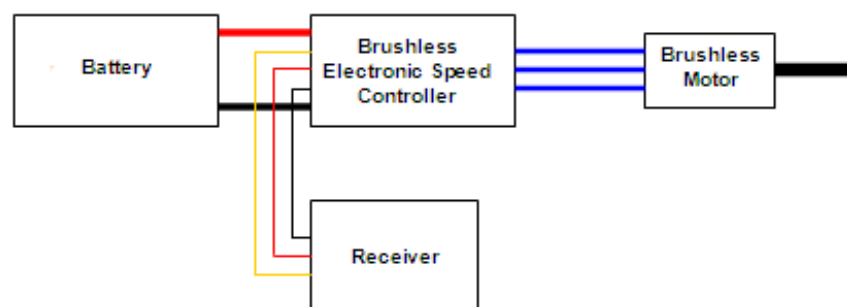 Battery
Brushless
Electronic Speed
Controller
Brushless
Motor
Receiver